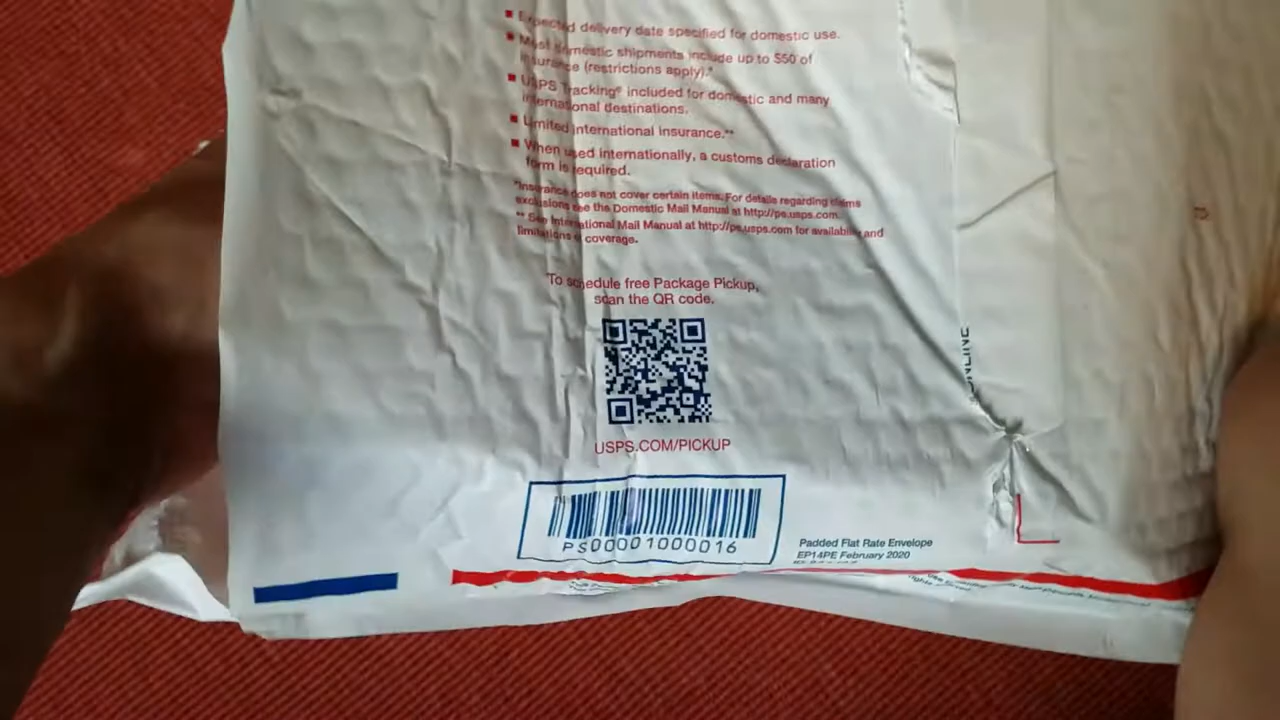 ■ Expected delivery date specified for domestic use.
■ Most domestic shipments include up to $50 of
insurance (restrictions apply).*
■ USPS Tracking® included for domestic and many
international destinations.
■ Limited international insurance.**
■ When used internationally, a customs declaration
form is required.
*Insurance does not cover certain items. For details regarding claims
exclusions see the Domestic Mail Manual at http://pe.usps.com.
** See International Mail Manual at http://pe.usps.com for availability and
limitations of coverage.
To schedule free Package Pickup,
scan the QR code.
USPS.COM/PICKUP
PS00001000016
Padded Flat Rate Envelope
EP14PE February 2020